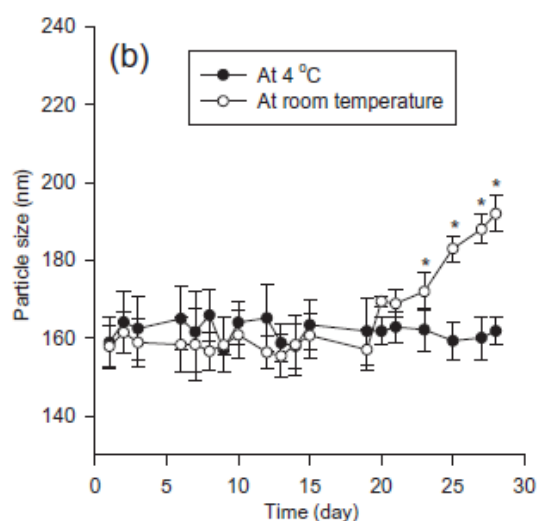 240
(b)
At 4 °C
At room temperature
220
200
180
160
140
Particle size (nm)
* * * *
0 5 10 15 20 25 30
Time (day)